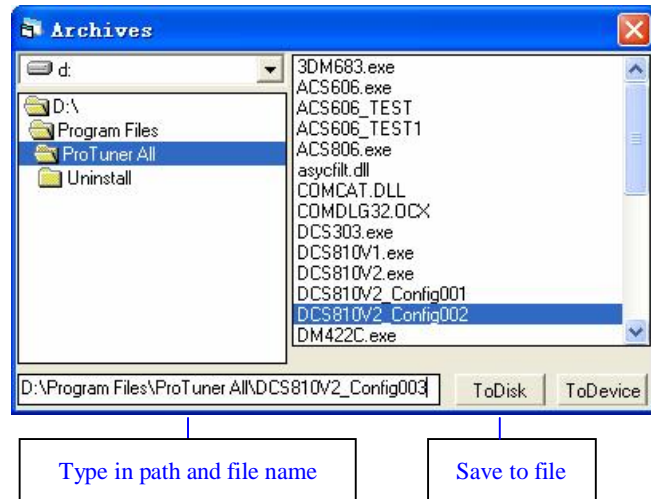 Archives
d:
D:\
Program Files
ProTuner All
Uninstall
3DM683.exe
ACS606.exe
ACS606_TEST
ACS606_TEST1
ACS806.exe
asycfilt.dll
COMCAT.DLL
COMDLG32.OCX
DCS303.exe
DCS810V1.exe
DCS810V2.exe
DCS810V2_Config001
DCS810V2_Config002
DM422C.exe
D:\Program Files\ProTuner All\DCS810V2_Config003
ToDisk
ToDevice
Type in path and file name
Save to file